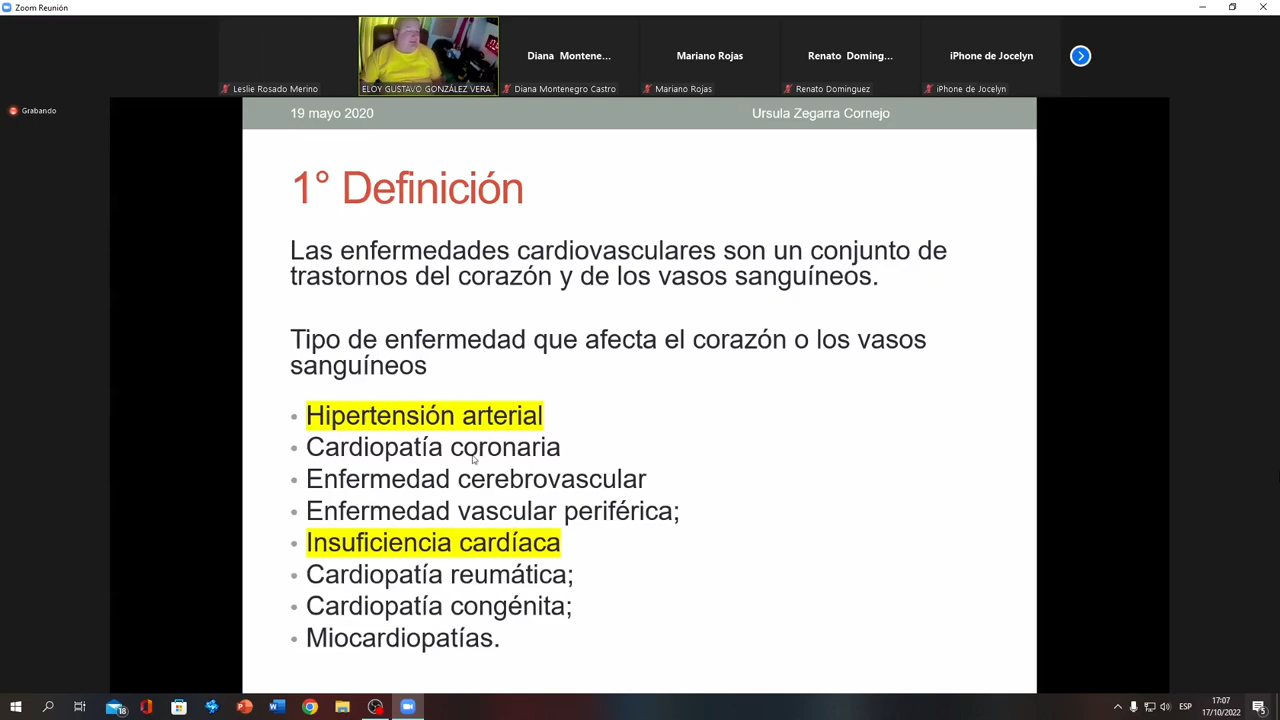 Zoom Reunión
Diana Montene...
Mariano Rojas
Renato Doming...
iPhone de Jocelyn
Leslie Rosado Merino
ELOY GUSTAVO GONZÁLEZ VERA
Diana Montenegro Castro
Mariano Rojas
Renato Dominguez
iPhone de Jocelyn
Grabando
19 mayo 2020
Ursula Zegarra Cornejo
1° Definición
Las enfermedades cardiovasculares son un conjunto de
trastornos del corazón y de los vasos sanguíneos.
Tipo de enfermedad que afecta el corazón o los vasos
sanguíneos
• Hipertensión arterial
• Cardiopatía coronaria
• Enfermedad cerebrovascular
• Enfermedad vascular periférica;
• Insuficiencia cardíaca
• Cardiopatía reumática;
• Cardiopatía congénita;
• Miocardiopatías.
18
ESP
17:07
17/10/2022
5